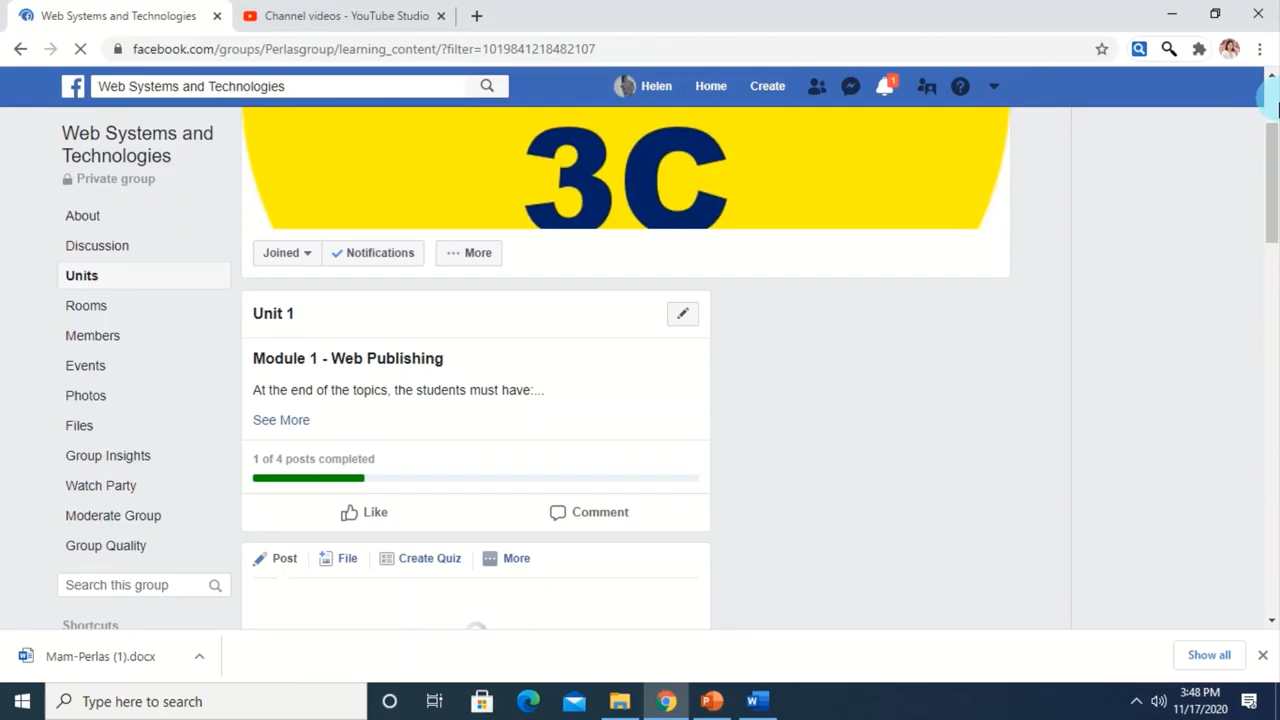 Web Systems and Technologies
Channel videos - YouTube Studio
facebook.com/groups/Perlasgroup/learning_content/?filter=1019841218482107
Web Systems and Technologies
Helen
Home
Create
1
Web Systems and
Technologies
Private group
About
Discussion
Units
Rooms
Members
Events
Photos
Files
Group Insights
Watch Party
Moderate Group
Group Quality
Search this group
Shortcuts
3C
Joined
Notifications
More
Unit 1
Module 1 - Web Publishing
At the end of the topics, the students must have:...
See More
1 of 4 posts completed
Like
Comment
Post
File
Create Quiz
More
Mam-Perlas (1).docx
Show all
Type here to search
3:48 PM
11/17/2020